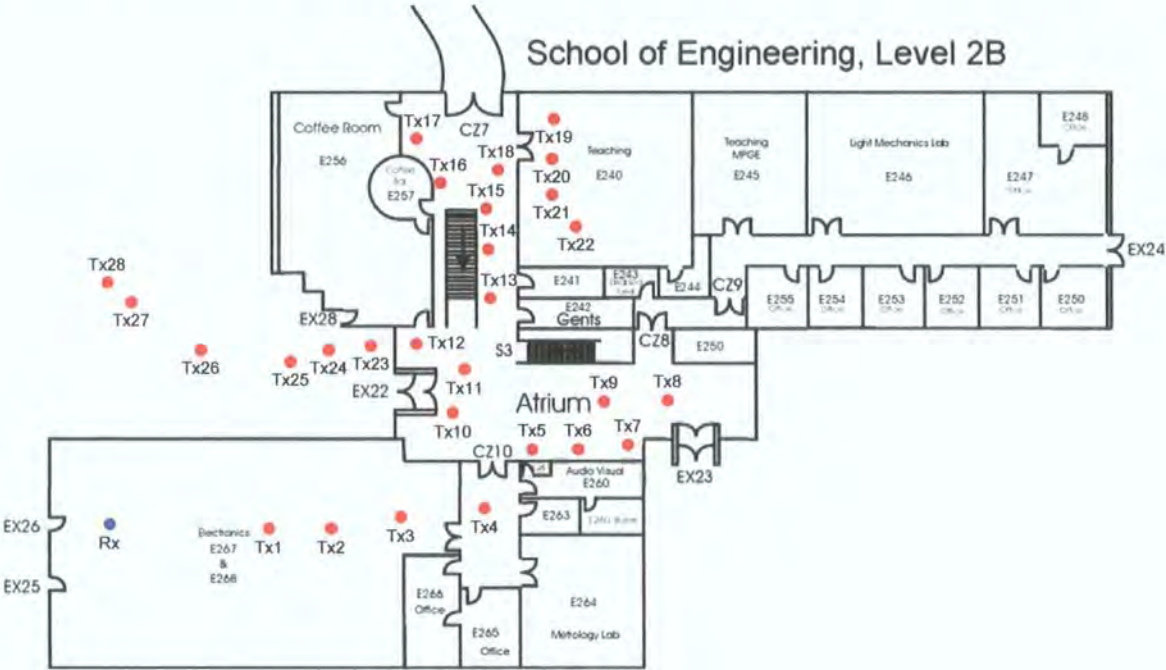 School of Engineering, Level 2B
Coffee Room
E256
Tx17
CZ7
Tx16
Tx18
E257
Tx15
Tx14
Tx13
Tx19
Tx20
Tx21
Tx22
Teaching
E240
Teaching
MPGE
E245
Light Mechanics Lab
E246
E247
Office
E248
Office
EX24
E241
E243
E244
CZ9
E242
Gents
E255
Office
E254
Office
E253
Office
E252
Office
E251
Office
E250
Office
Tx28
Tx27
EX28
Tx26
Tx25
Tx24
Tx23
Tx12
S3
CZ8
E250
EX22
Tx11
Tx10
Atrium
Tx9
Tx8
Tx5
Tx6
Tx7
CZ10
EX23
Audio Visual
E260
E263
EX26
Rx
Electronics
E267
&
E268
Tx1
Tx2
Tx3
Tx4
EX25
E266
Office
E265
Office
E264
Metrology Lab